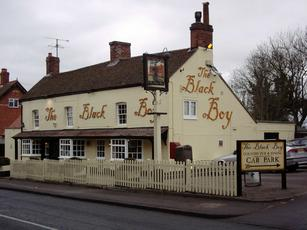 The
Black
Boy
The Black Boy
The Black Boy
CAR PARK